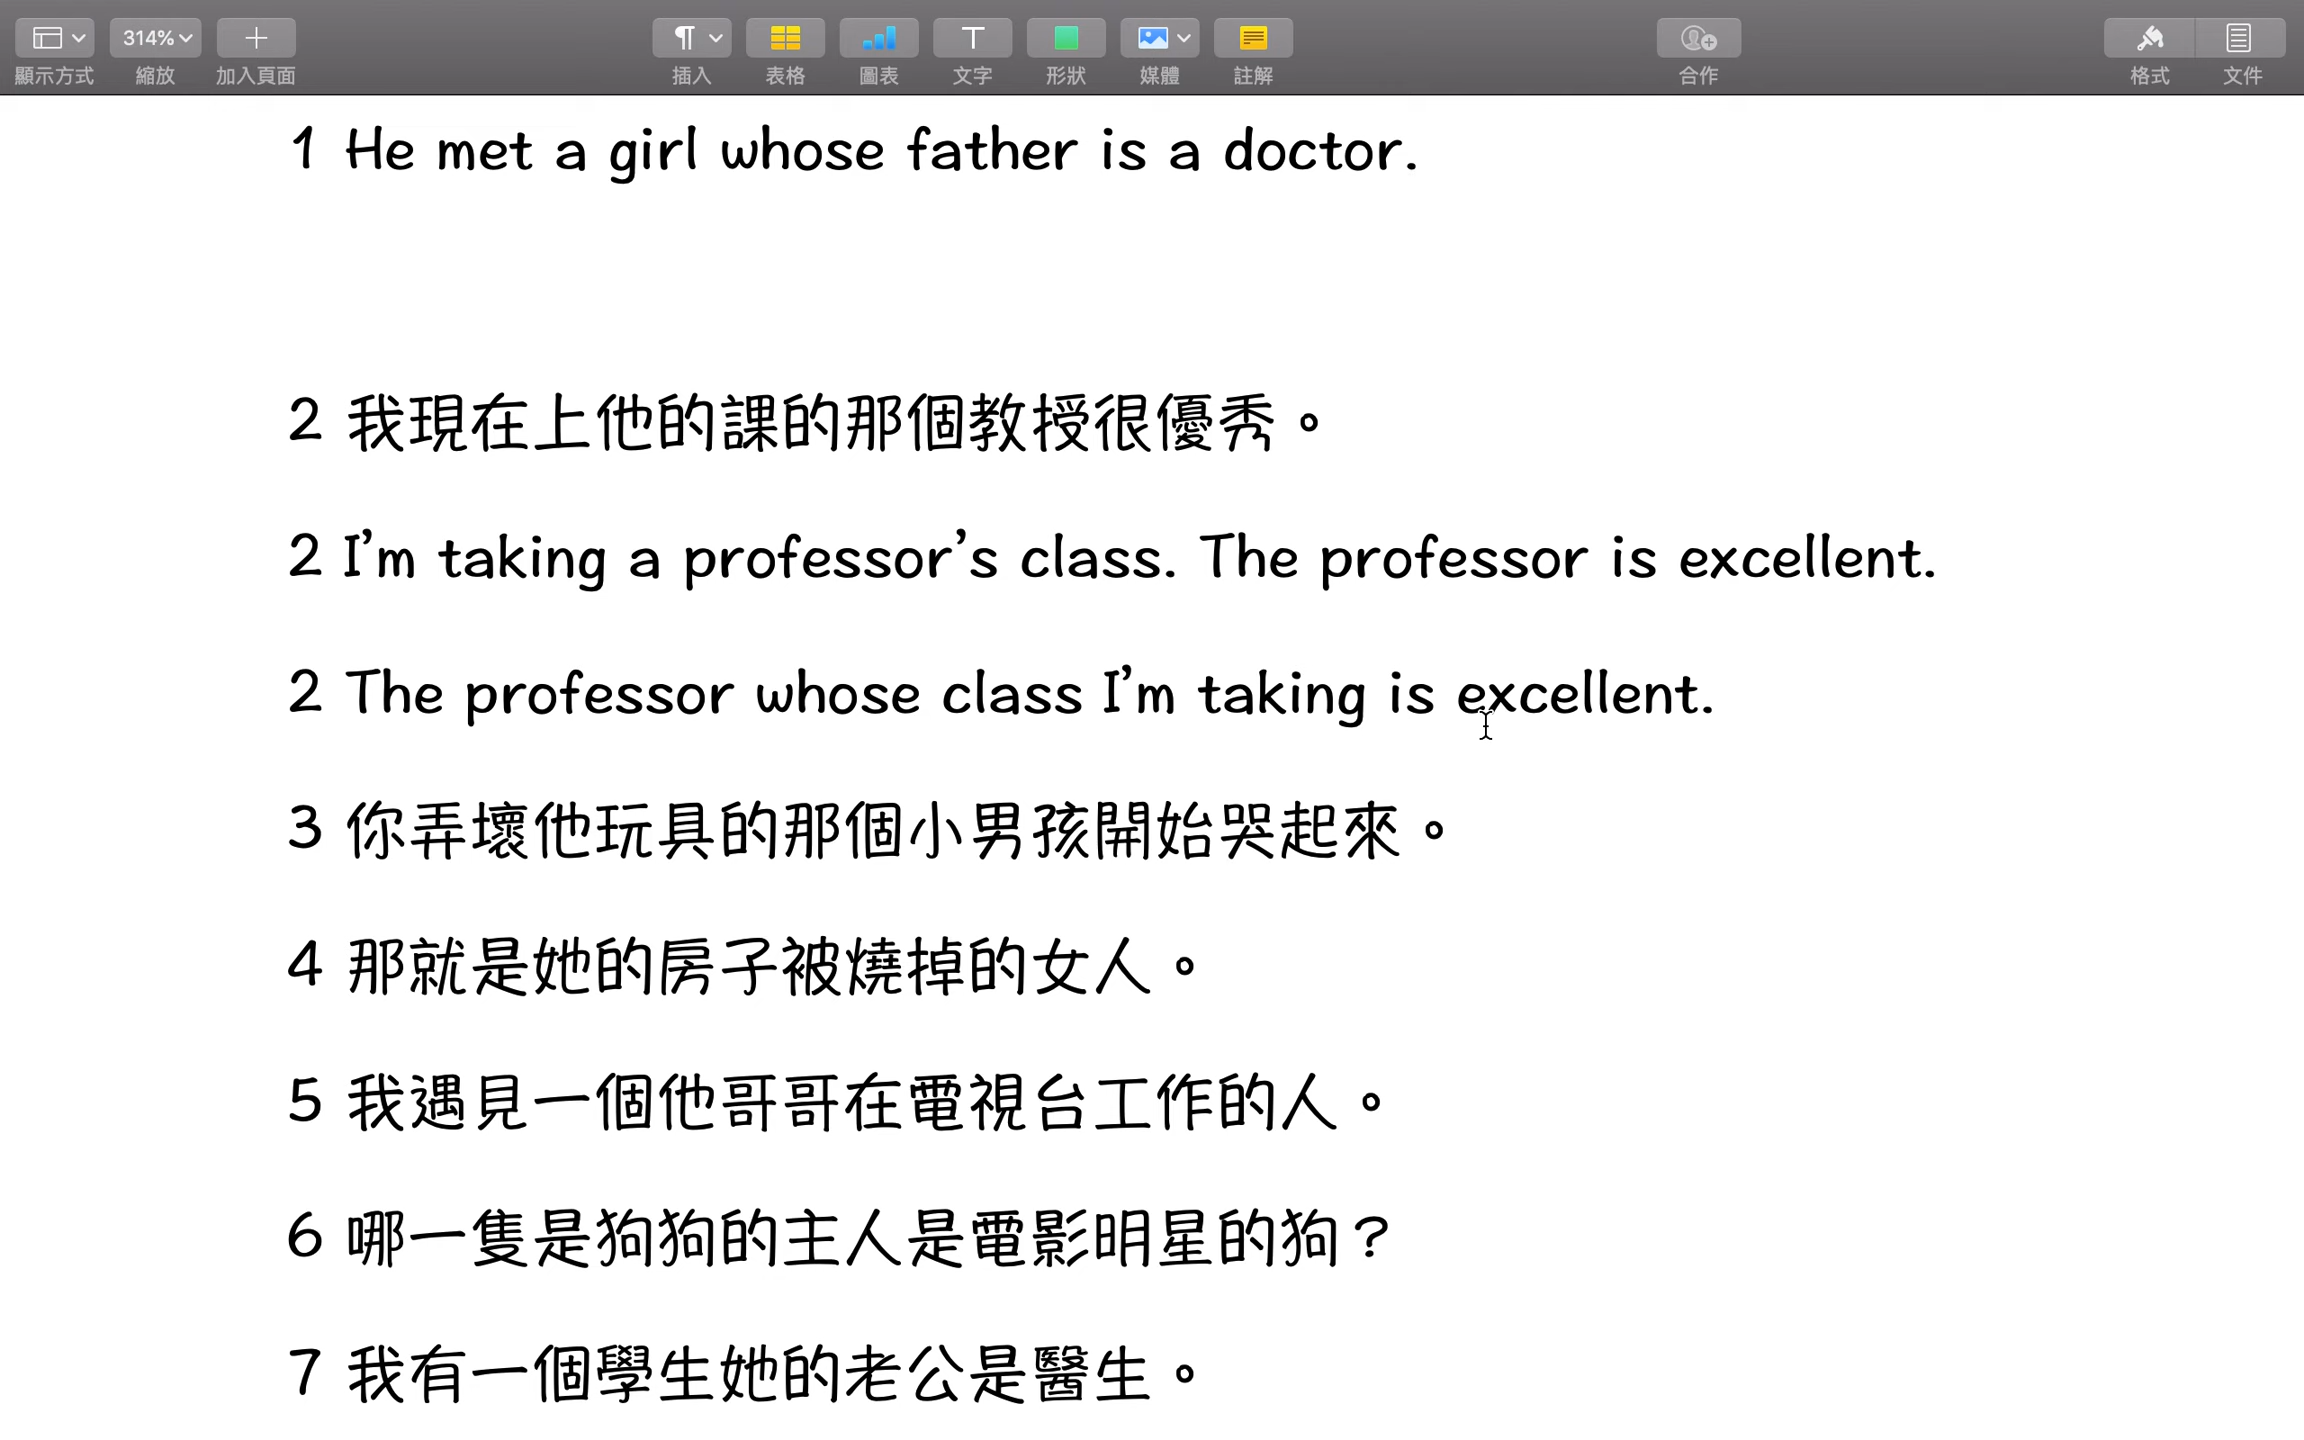 314%
顯示方式 縮放 加入頁面 插入 表格 圖表 文字 形狀 媒體 註解 合作 格式 文件
1 He met a girl whose father is a doctor.
2 我現在上他的課的那個教授很優秀。
2 I’m taking a professor’s class. The professor is excellent.
2 The professor whose class I’m taking is excellent.
3 你弄壞他玩具的那個小男孩開始哭起來。
4 那就是她的房子被燒掉的女人。
5 我遇見一個他哥哥在電視台工作的人。
6 哪一隻是狗狗的主人是電影明星的狗？
7 我有一個學生她的老公是醫生。